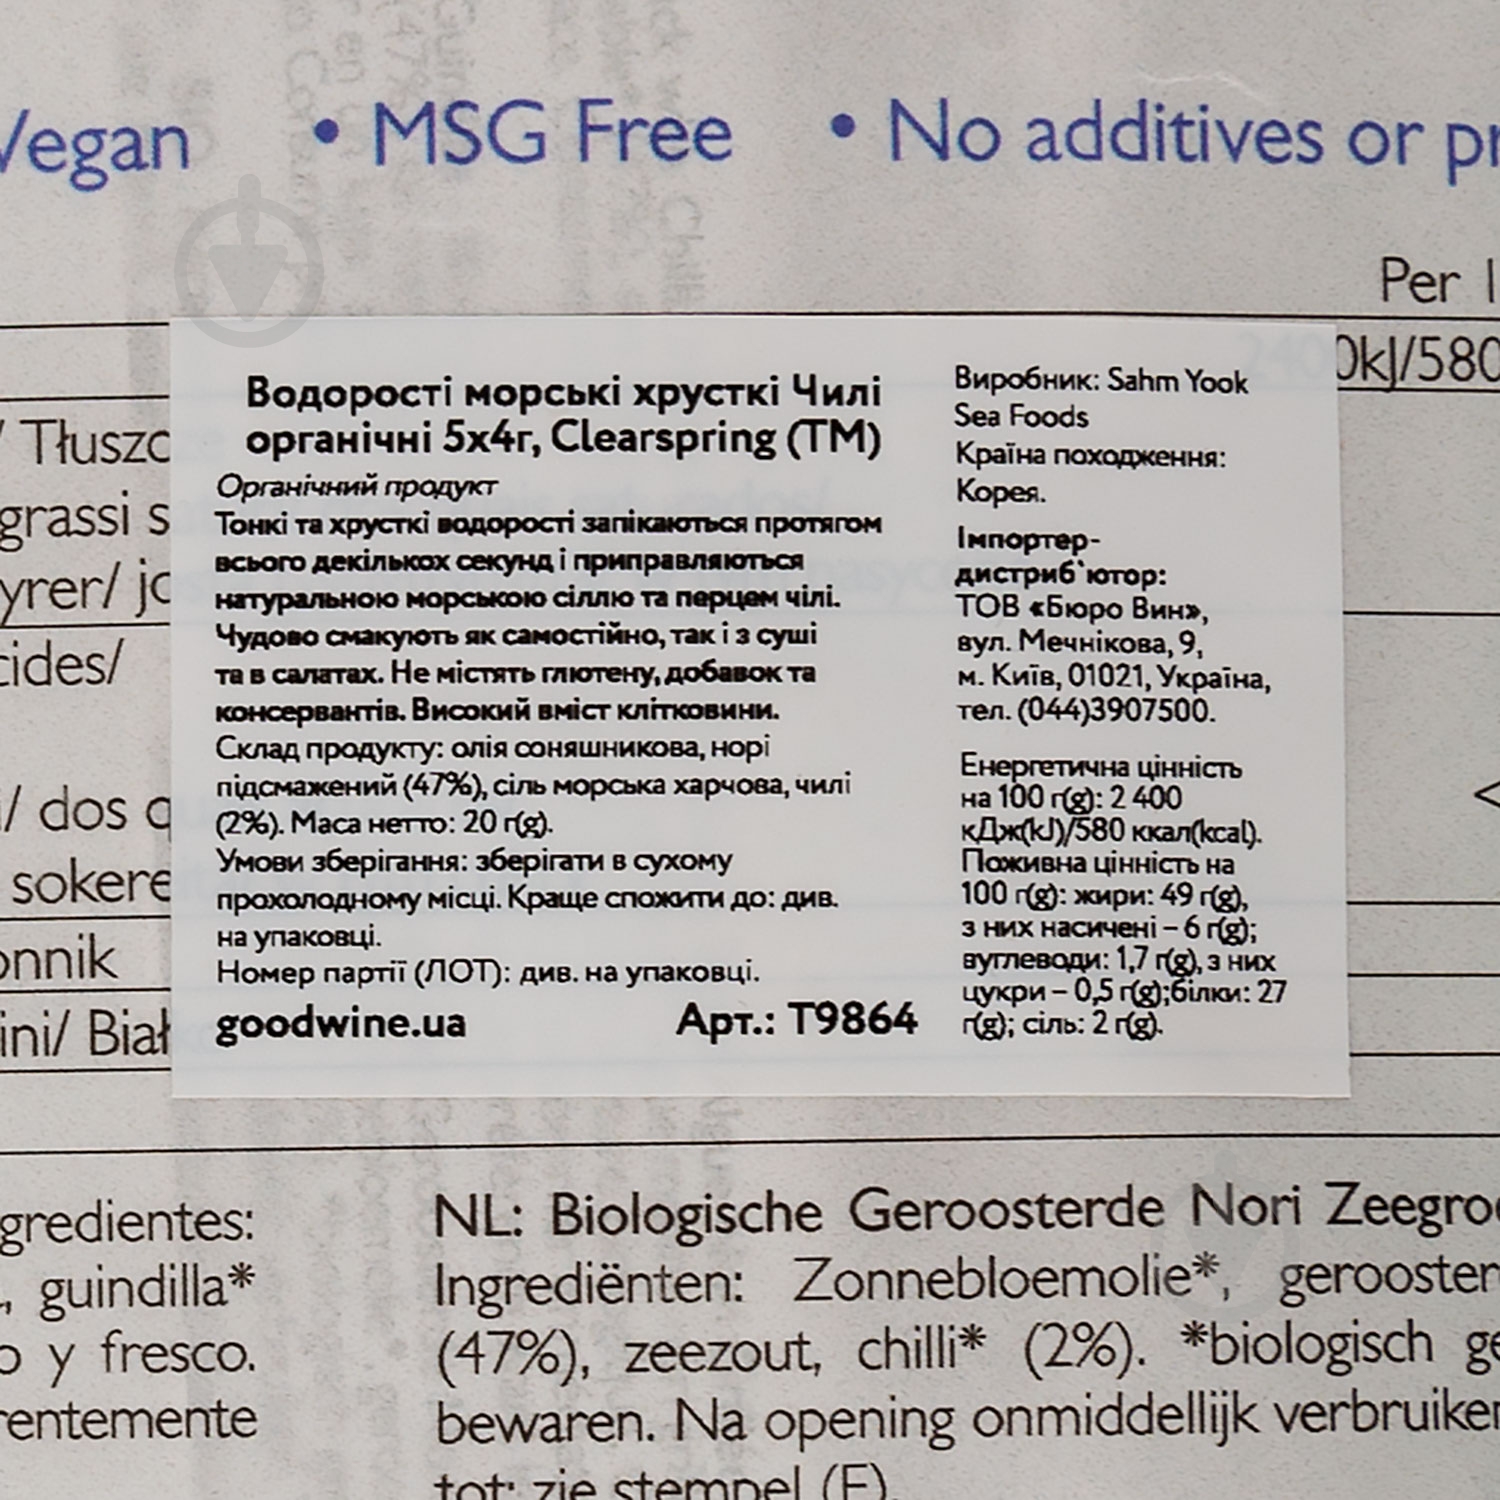 Vegan • MSG Free • No additives or pr
Per 1
0kJ/580
/ Tłuszc
grassi s
yrer/ jo
cides/
/ dos q
sokere
onnik
ini/ Biał
Водорості морські хрусткі Чилі
органічні 5х4г, Clearspring (TM)
Органічний продукт
Тонкі та хрусткі водорості запікаються протягом
всього декількох секунд і приправляються
натуральною морською сіллю та перцем чілі.
Чудово смакують як самостійно, так і з суші
та в салатах. Не містять глютену, добавок та
консервантів. Високий вміст клітковини.
Склад продукту: олія соняшникова, норі
підсмажений (47%), сіль морська харчова, чилі
(2%). Маса нетто: 20 г(g).
Умови зберігання: зберігати в сухому
прохолодному місці. Краще спожити до: див.
на упаковці.
Номер партії (ЛОТ): див. на упаковці.
goodwine.ua Арт.: T9864
Виробник: Sahm Yook
Sea Foods
Країна походження:
Корея.
Імпортер-
дистриб`ютор:
ТОВ «Бюро Вин»,
вул. Мечнікова, 9,
м. Київ, 01021, Україна,
тел. (044)3907500.
Енергетична цінність
на 100 г(g): 2 400
кДж(kJ)/580 ккал(kcal).
Поживна цінність на
100 г(g): жири: 49 г(g),
з них насичені – 6 г(g);
вуглеводи: 1,7 г(g), з них
цукри – 0,5 г(g);білки: 27
г(g); сіль: 2 г(g).
<
gredientes:
, guindilla*
o y fresco.
rentemente
NL: Biologische Geroosterde Nori Zeegroe
Ingrediënten: Zonnebloemolie*, gerooster
(47%), zeezout, chilli* (2%). *biologisch ge
bewaren. Na opening onmiddellijk verbruiken
tot: zie stempel (E).